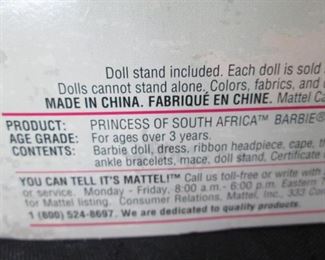 Doll stand included. Each doll is sold
Dolls cannot stand alone. Colors, fabrics, and
MADE IN CHINA. FABRIQUÉ EN CHINE. Mattel
PRODUCT: PRINCESS OF SOUTH AFRICA™ BARBIE®
AGE GRADE: For ages over 3 years.
CONTENTS: Barbie doll, dress, ribbon headpiece, cape,
ankle bracelets, mace, doll stand, Certificate
YOU CAN TELL IT'S MATTEL!™ Call us toll-free or write with
or service. Monday - Friday, 8:00 a.m.- 6:00 p.m. Eastern
for Mattel listing. Consumer Relations, Mattel, Inc., 333
1 (800) 524-8697. We are dedicated to quality products.